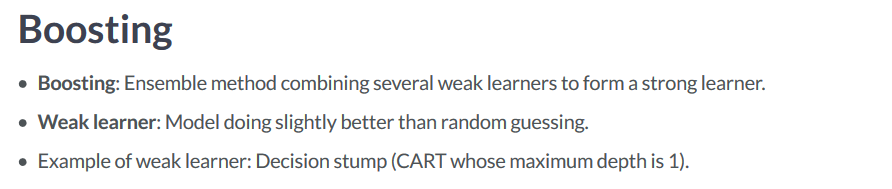 Boosting
• Boosting: Ensemble method combining several weak learners to form a strong learner.
• Weak learner: Model doing slightly better than random guessing.
• Example of weak learner: Decision stump (CART whose maximum depth is 1).